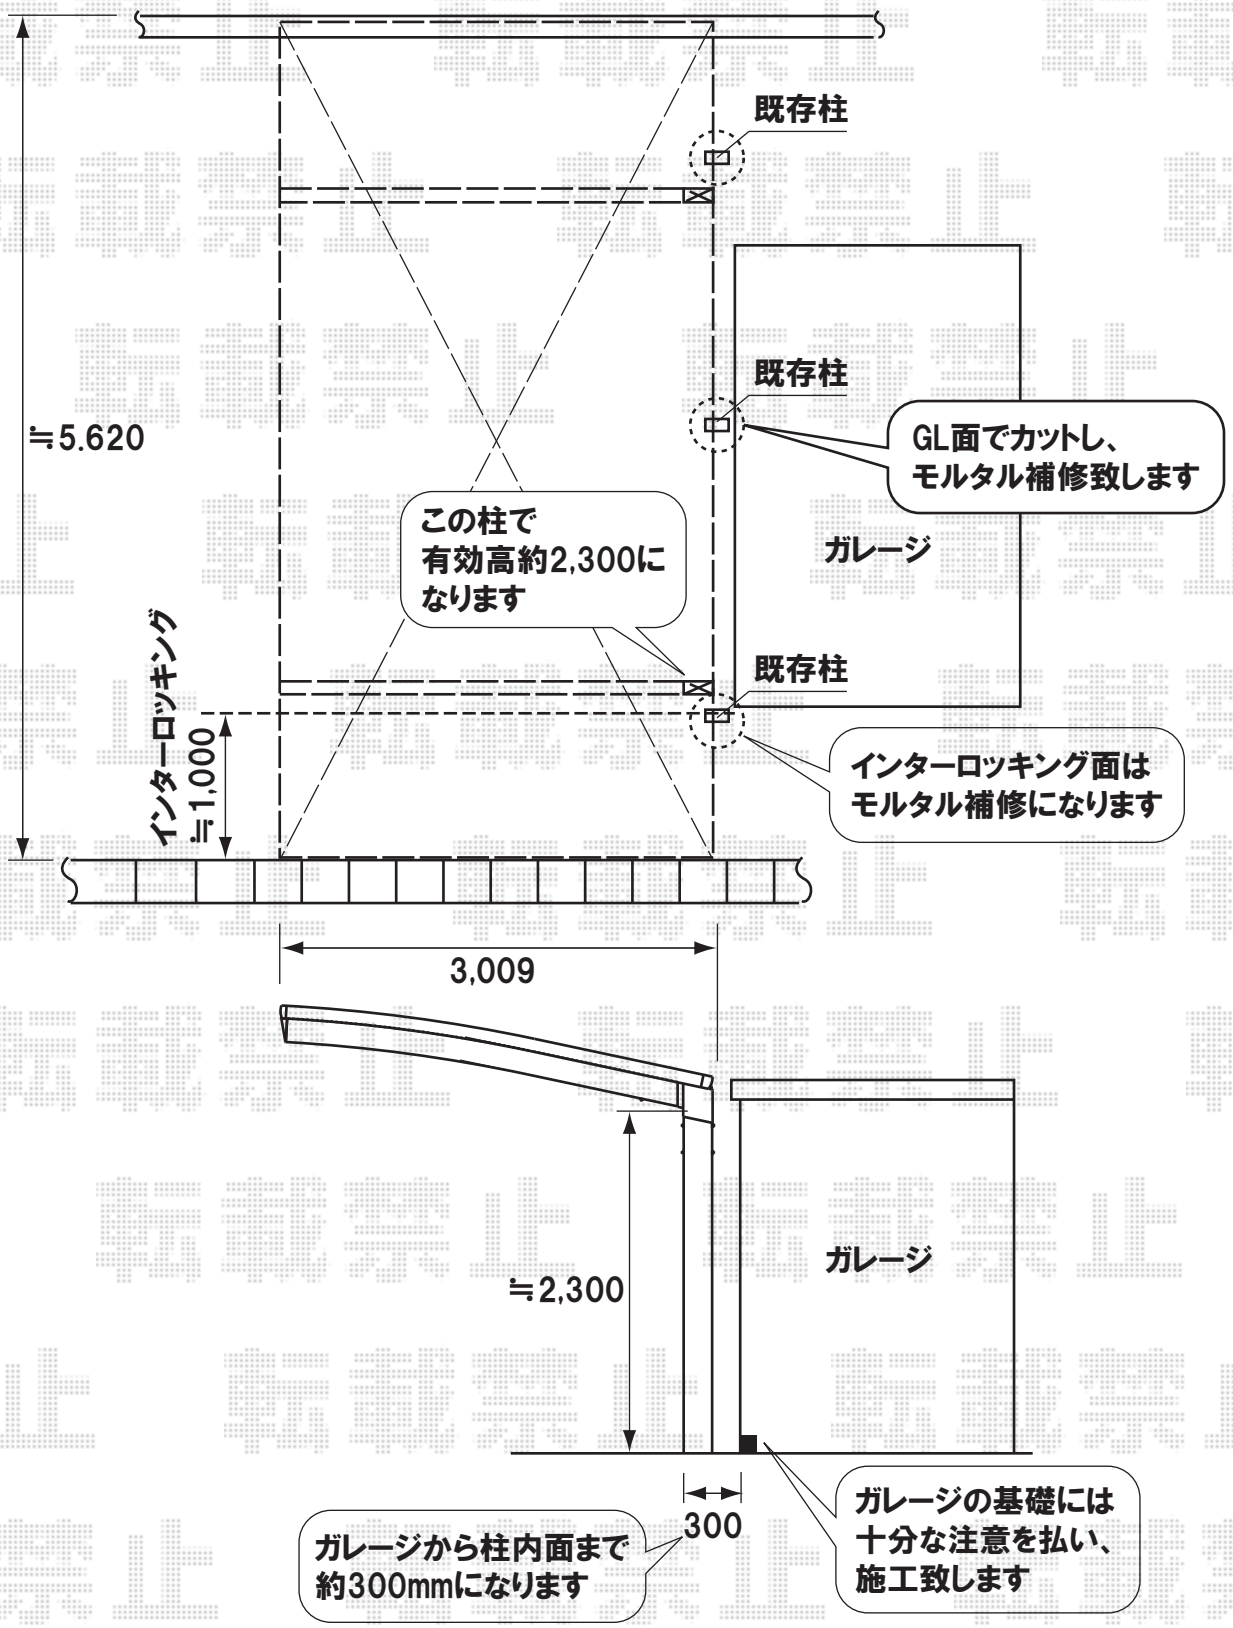 既存柱
既存柱
≒5.620
GL面でカットし、
モルタル補修致します
この柱で
有効高約2,300に
なります
ガレージ
インターロッキング
≒1,000
既存柱
インターロッキング面は
モルタル補修になります
3,009
ガレージ
≒2,300
300
ガレージから柱内面まで
約300mmになります
ガレージの基礎には
十分な注意を払い、
施工致します
転載禁止